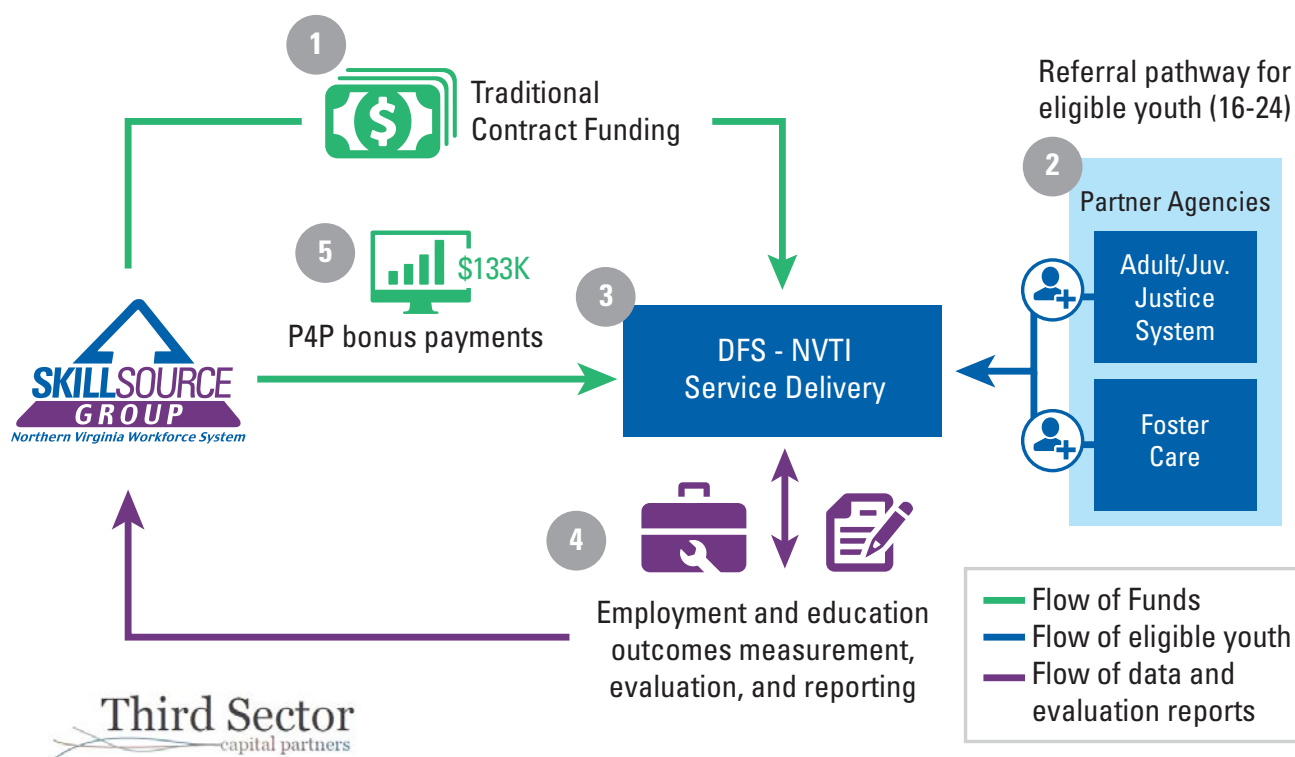 1
Traditional
Contract Funding
Referral pathway for
eligible youth (16-24)
2
Partner Agencies
Adult/Juv.
Justice
System
Foster
Care
5
$133K
P4P bonus payments
3
DFS - NVTI
Service Delivery
SKILLSOURCE
GROUP
Northern Virginia Workforce System
4
Employment and education
outcomes measurement,
evaluation, and reporting
Flow of Funds
Flow of eligible youth
Flow of data and
evaluation reports
Third Sector
capital partners